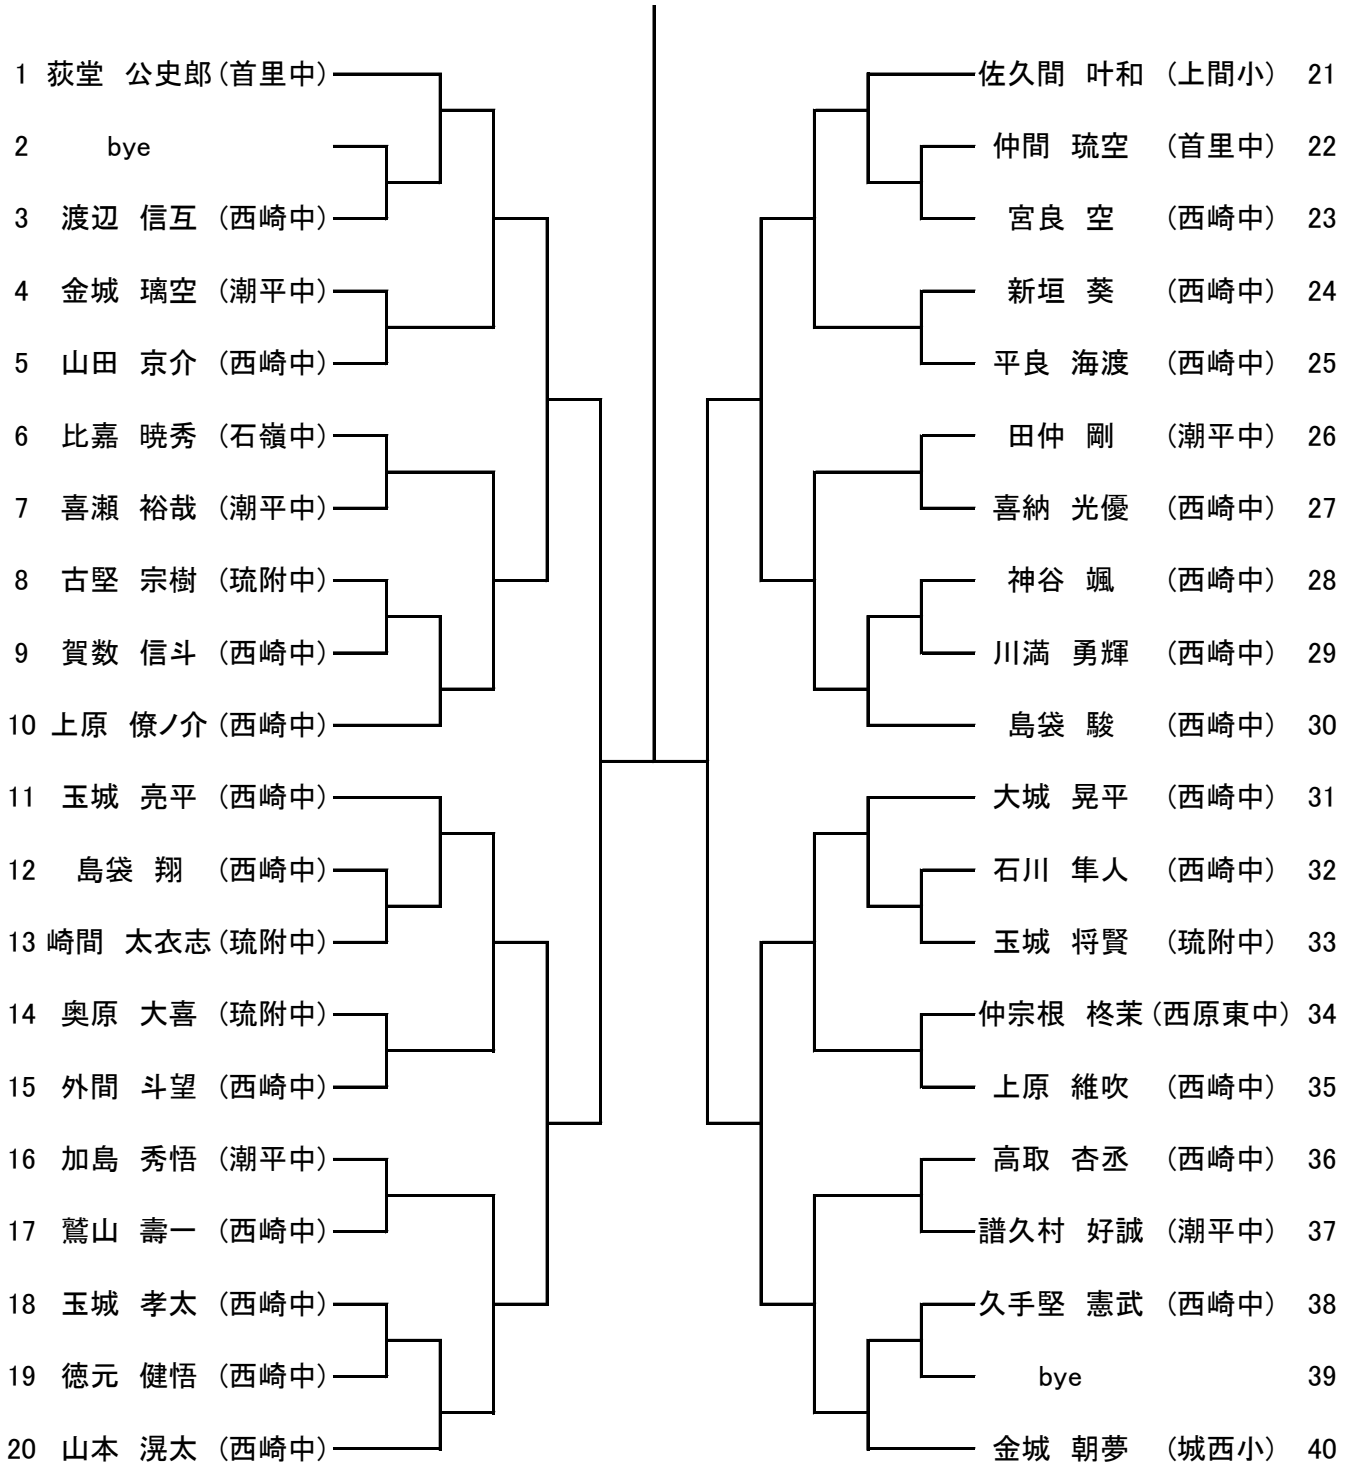 1 荻堂 公史郎 (首里中)
2 bye
3 渡辺 信互 (西崎中)
4 金城 璃空 (潮平中)
5 山田 京介 (西崎中)
6 比嘉 暁秀 (石嶺中)
7 喜瀬 裕哉 (潮平中)
8 古堅 宗樹 (琉附中)
9 賀数 信斗 (西崎中)
10 上原 僚ノ介 (西崎中)
11 玉城 亮平 (西崎中)
12 島袋 翔 (西崎中)
13 崎間 太衣志 (琉附中)
14 奥原 大喜 (琉附中)
15 外間 斗望 (西崎中)
16 加島 秀悟 (潮平中)
17 鷲山 壽一 (西崎中)
18 玉城 孝太 (西崎中)
19 徳元 健悟 (西崎中)
20 山本 滉太 (西崎中)
佐久間 叶和 (上間小) 21
仲間 琉空 (首里中) 22
宮良 空 (西崎中) 23
新垣 葵 (西崎中) 24
平良 海渡 (西崎中) 25
田仲 剛 (潮平中) 26
喜納 光優 (西崎中) 27
神谷 颯 (西崎中) 28
川満 勇輝 (西崎中) 29
島袋 駿 (西崎中) 30
大城 晃平 (西崎中) 31
石川 隼人 (西崎中) 32
玉城 将賢 (琉附中) 33
仲宗根 柊茉 (西原東中) 34
上原 維吹 (西崎中) 35
高取 杏丞 (西崎中) 36
譜久村 好誠 (潮平中) 37
久手堅 憲武 (西崎中) 38
bye 39
金城 朝夢 (城西小) 40